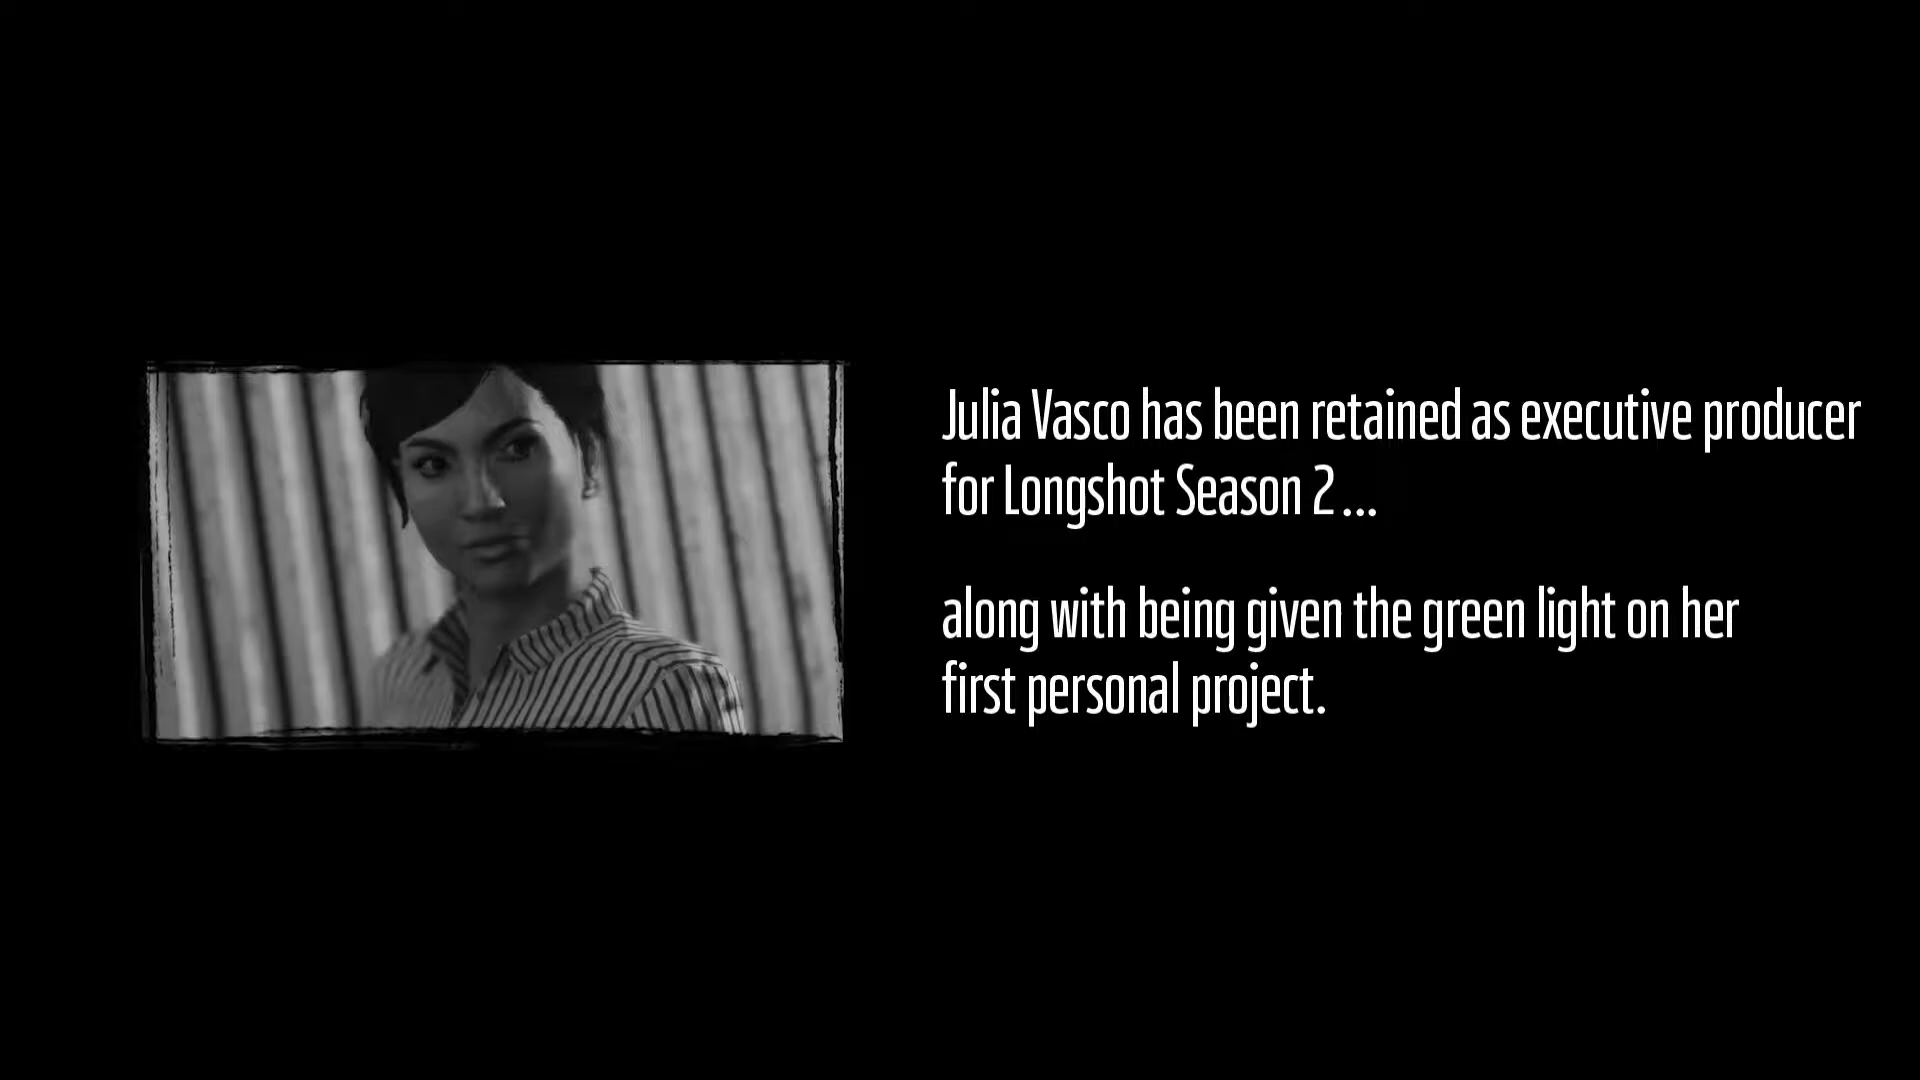 Julia Vasco has been retained as executive producer
for Longshot Season 2...
along with being given the green light on her
first personal project.